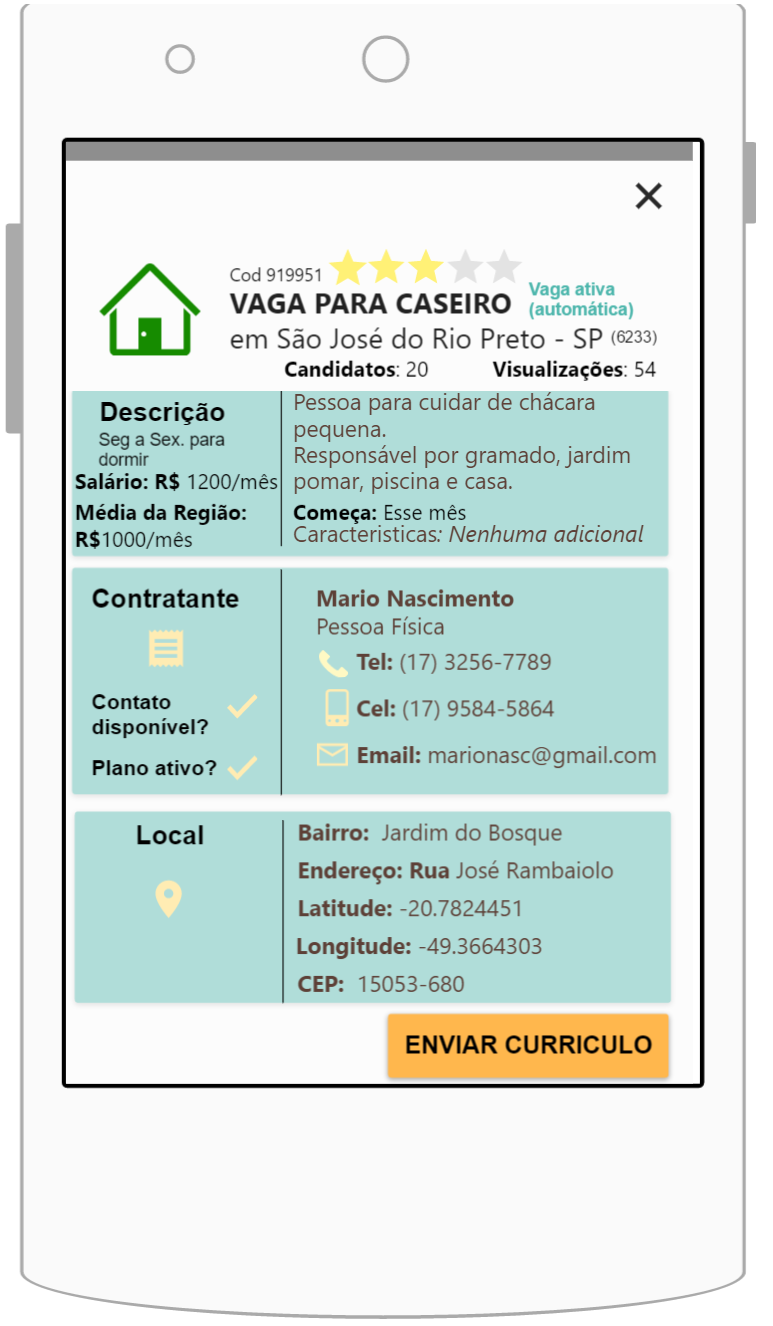 Cod 919951
VAGA PARA CASEIRO
Vaga ativa
(automática)
em São José do Rio Preto - SP (6233)
Candidatos: 20 Visualizações: 54
Descrição
Seg a Sex. para
dormir
Salário: R$ 1200/mês
Média da Região:
R$1000/mês
Pessoa para cuidar de chácara
pequena.
Responsável por gramado, jardim
pomar, piscina e casa.
Começa: Esse mês
Caracteristicas: Nenhuma adicional
Contratante
Contato
disponível?
Plano ativo?
Mario Nascimento
Pessoa Física
Tel: (17) 3256-7789
Cel: (17) 9584-5864
Email: marionasc@gmail.com
Local
Bairro: Jardim do Bosque
Endereço: Rua José Rambaiolo
Latitude: -20.7824451
Longitude: -49.3664303
CEP: 15053-680
ENVIAR CURRICULO